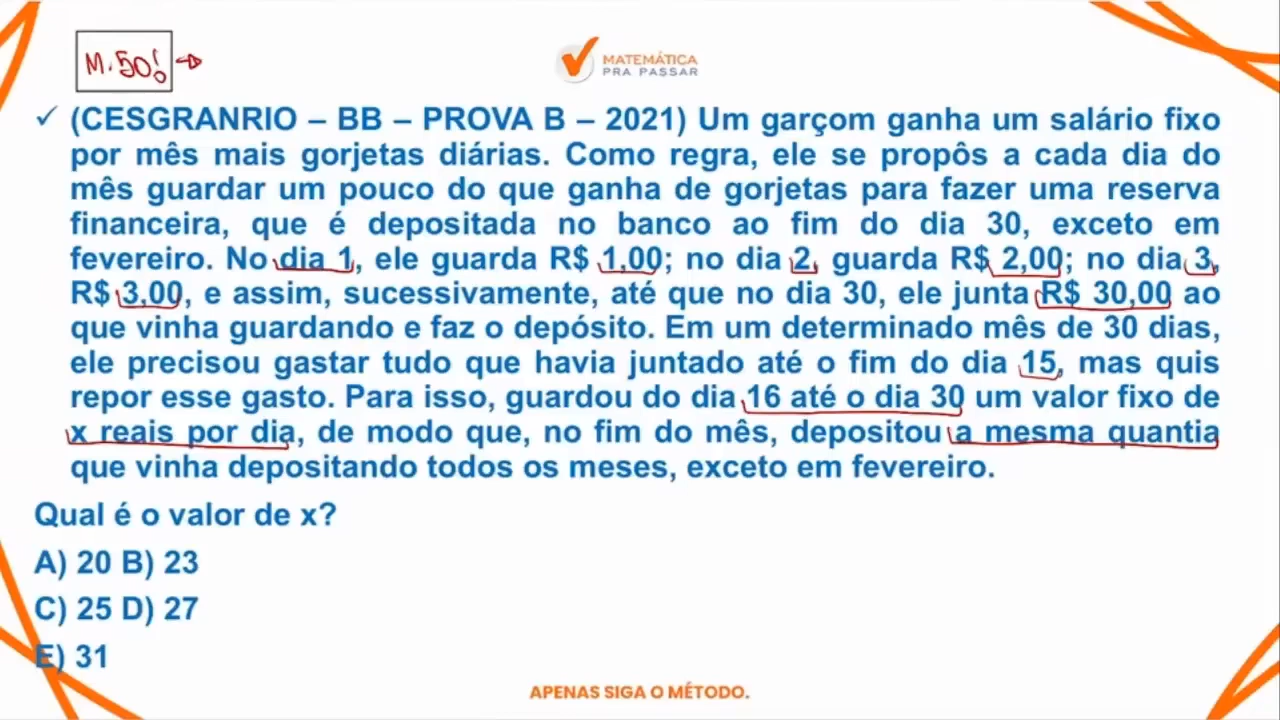 M.50!
MATEMÁTICA
PRA PASSAR
✓ (CESGRANRIO – BB – PROVA B – 2021) Um garçom ganha um salário fixo
por mês mais gorjetas diárias. Como regra, ele se propôs a cada dia do
mês guardar um pouco do que ganha de gorjetas para fazer uma reserva
financeira, que é depositada no banco ao fim do dia 30, exceto em
fevereiro. No dia 1, ele guarda R$ 1,00; no dia 2, guarda R$ 2,00; no dia 3,
R$ 3,00, e assim, sucessivamente, até que no dia 30, ele junta R$ 30,00 ao
que vinha guardando e faz o depósito. Em um determinado mês de 30 dias,
ele precisou gastar tudo que havia juntado até o fim do dia 15, mas quis
repor esse gasto. Para isso, guardou do dia 16 até o dia 30 um valor fixo de
x reais por dia, de modo que, no fim do mês, depositou a mesma quantia
que vinha depositando todos os meses, exceto em fevereiro.
Qual é o valor de x?
A) 20 B) 23
C) 25 D) 27
E) 31
APENAS SIGA O MÉTODO.